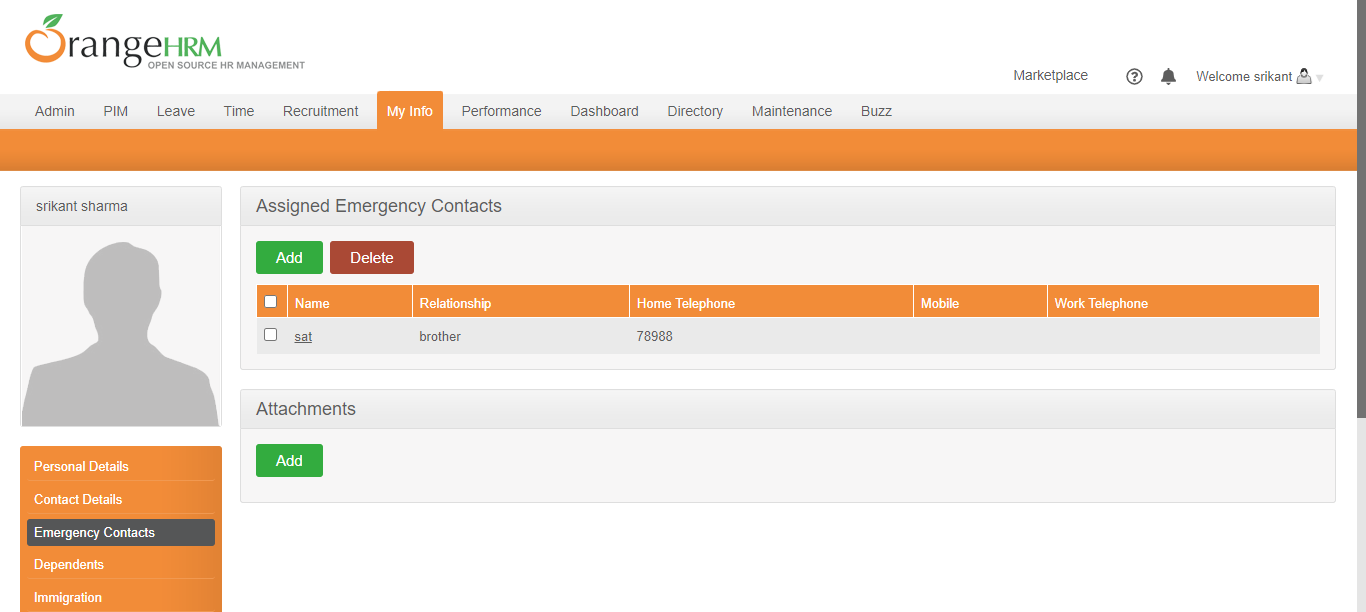 OrangeHRM
OPEN SOURCE HR MANAGEMENT
Marketplace ? Welcome srikant
Admin PIM Leave Time Recruitment My Info Performance Dashboard Directory Maintenance Buzz
srikant sharma
Assigned Emergency Contacts
Add Delete
Name Relationship Home Telephone Mobile Work Telephone
sat brother 78988
Attachments
Add
Personal Details
Contact Details
Emergency Contacts
Dependents
Immigration